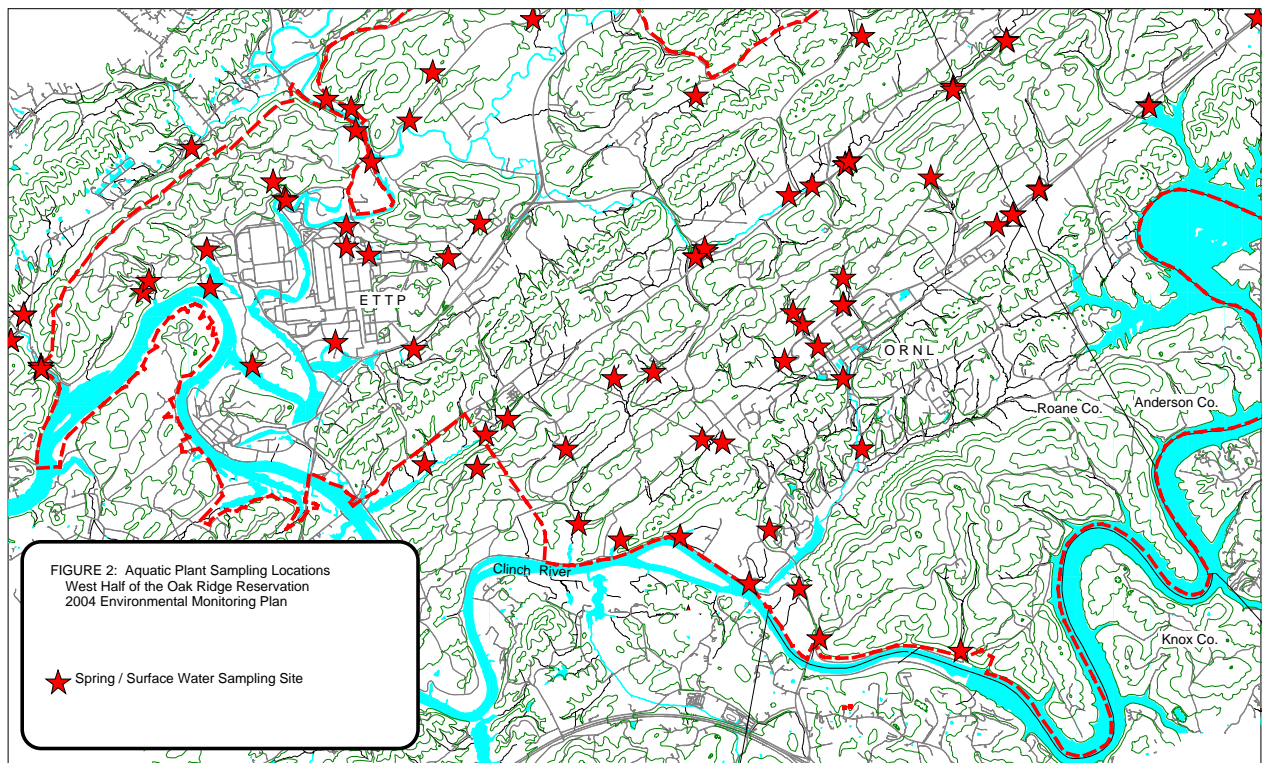 ETTP
ORNL
Roane Co.
Anderson Co.
Clinch River
Knox Co.
FIGURE 2: Aquatic Plant Sampling Locations
West Half of the Oak Ridge Reservation
2004 Environmental Monitoring Plan
Spring / Surface Water Sampling Site